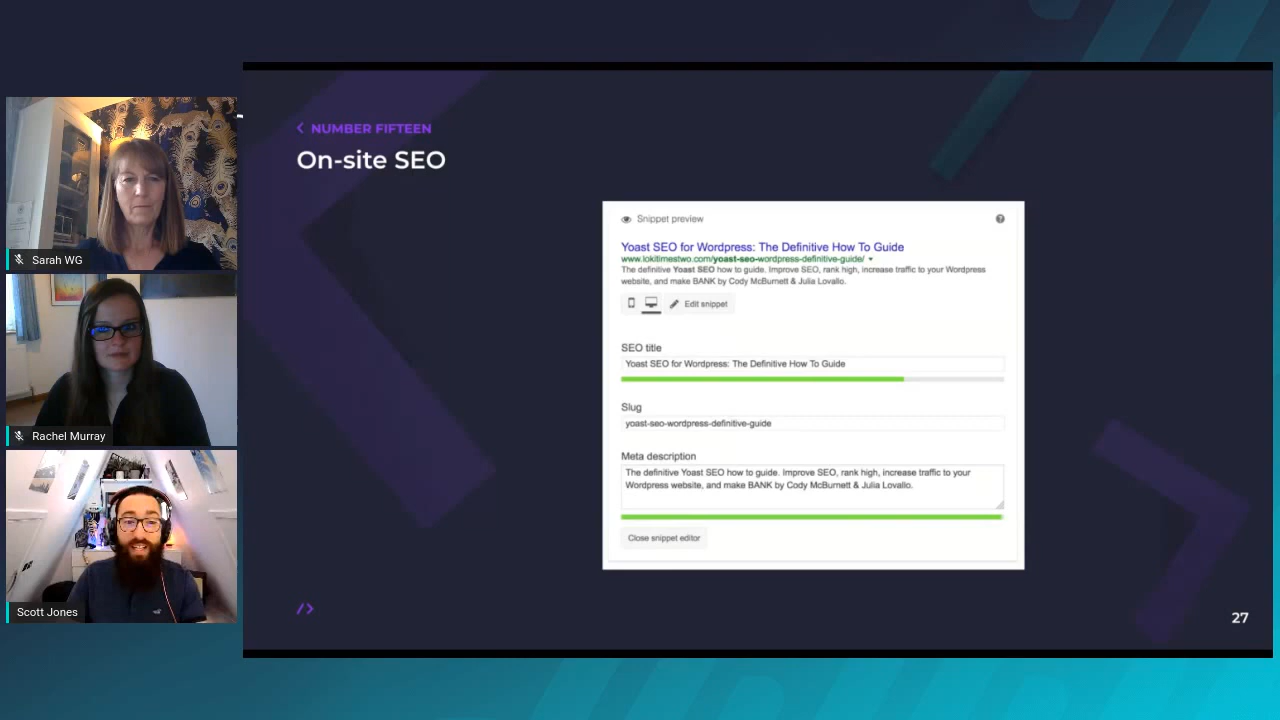 Sarah WG
Rachel Murray
Scott Jones
NUMBER FIFTEEN
On-site SEO
Snippet preview
Yoast SEO for Wordpress: The Definitive How To Guide
www.lokitimestwo.com/yoast-seo-wordpress-definitive-guide/
The definitive Yoast SEO how to guide. Improve SEO, rank high, increase traffic to your Wordpress
website, and make BANK by Cody McBurnett & Julia Lovallo.
Edit snippet
SEO title
Yoast SEO for Wordpress: The Definitive How To Guide
Slug
yoast-seo-wordpress-definitive-guide
Meta description
The definitive Yoast SEO how to guide. Improve SEO, rank high, increase traffic to your
Wordpress website, and make BANK by Cody McBurnett & Julia Lovallo.
Close snippet editor
/>
27